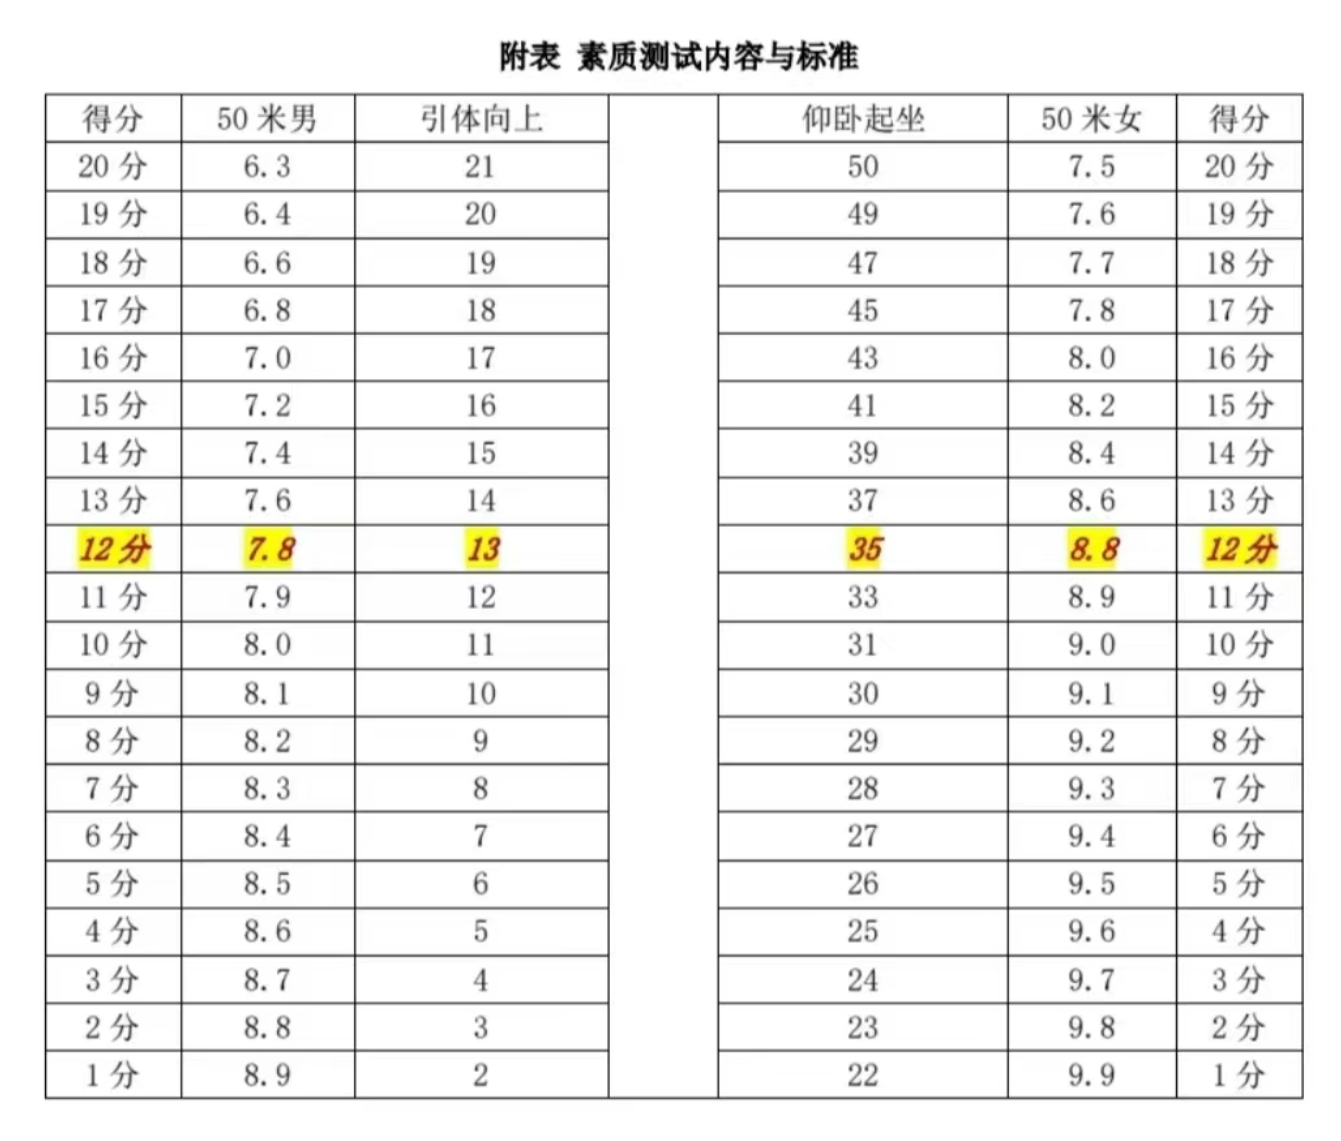 附表 素质测试内容与标准
得分 50 米男 引体向上 仰卧起坐 50 米女 得分
20 分 6.3 21 50 7.5 20 分
19 分 6.4 20 49 7.6 19 分
18 分 6.6 19 47 7.7 18 分
17 分 6.8 18 45 7.8 17 分
16 分 7.0 17 43 8.0 16 分
15 分 7.2 16 41 8.2 15 分
14 分 7.4 15 39 8.4 14 分
13 分 7.6 14 37 8.6 13 分
12 分 7.8 13 35 8.8 12 分
11 分 7.9 12 33 8.9 11 分
10 分 8.0 11 31 9.0 10 分
9 分 8.1 10 30 9.1 9 分
8 分 8.2 9 29 9.2 8 分
7 分 8.3 8 28 9.3 7 分
6 分 8.4 7 27 9.4 6 分
5 分 8.5 6 26 9.5 5 分
4 分 8.6 5 25 9.6 4 分
3 分 8.7 4 24 9.7 3 分
2 分 8.8 3 23 9.8 2 分
1 分 8.9 2 22 9.9 1 分